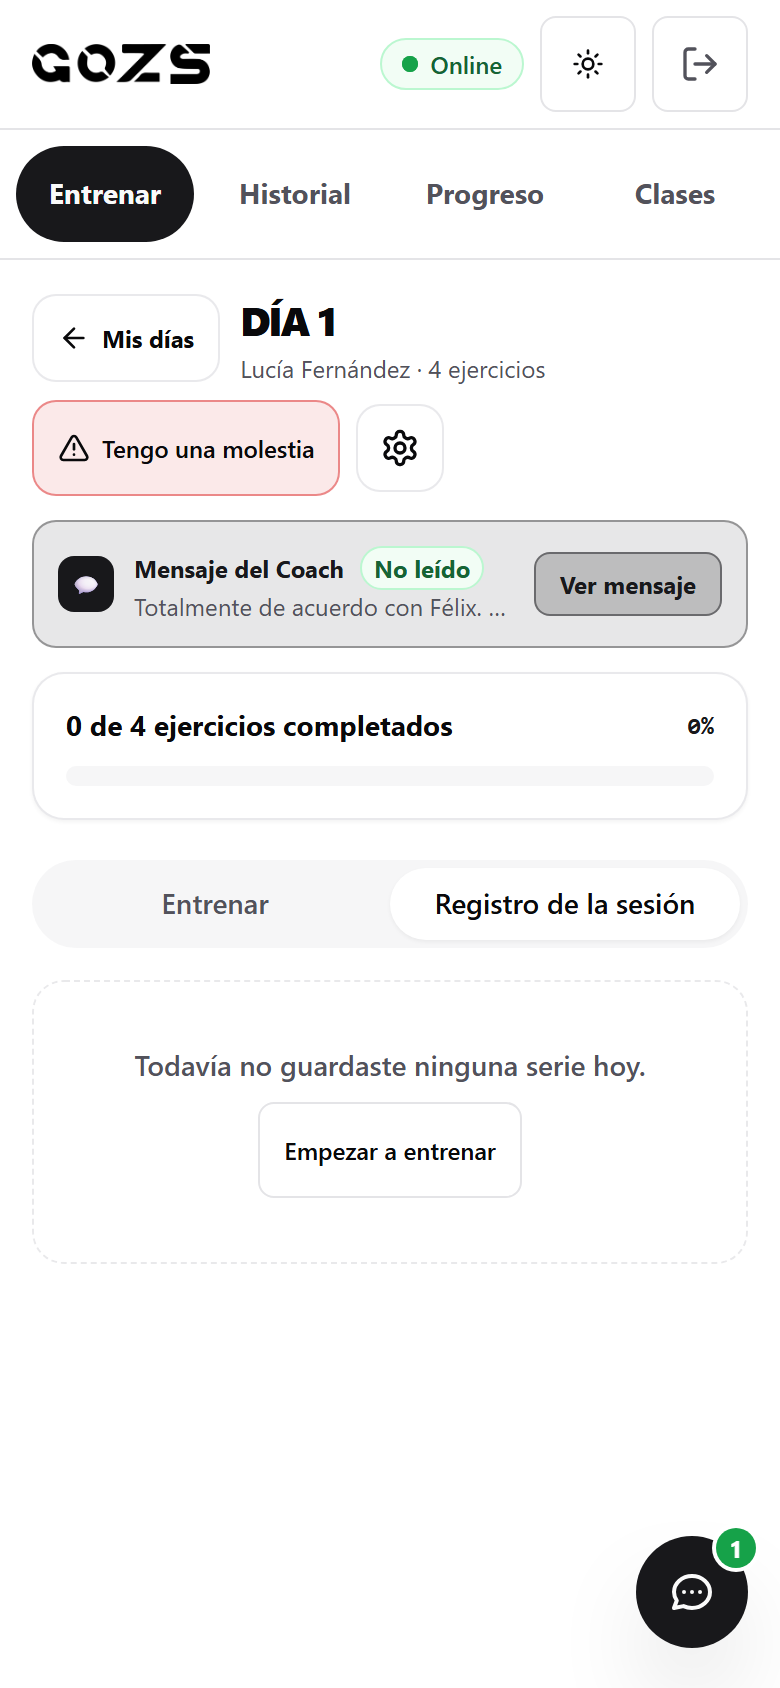 GOZS
Online
Entrenar
Historial
Progreso
Clases
Mis días
DÍA 1
Lucía Fernández · 4 ejercicios
Tengo una molestia
Mensaje del Coach
No leído
Totalmente de acuerdo con Félix. ...
Ver mensaje
0 de 4 ejercicios completados
0%
Entrenar
Registro de la sesión
Todavía no guardaste ninguna serie hoy.
Empezar a entrenar
1